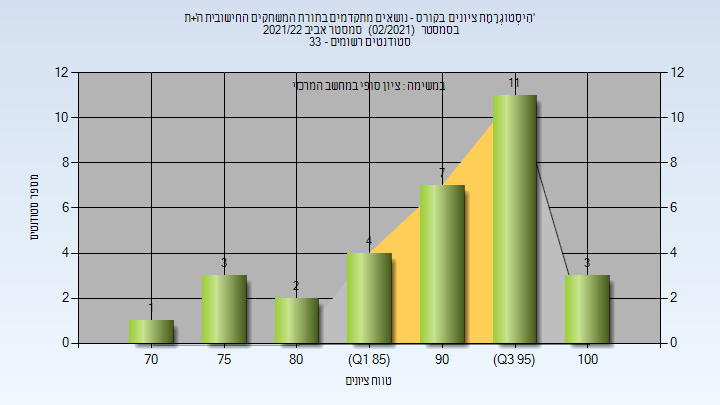 היסטוגרמת ציונים בקורס - נושאים מתקדמים בתורת המשחקים החישובית ה'+ת'
בסמסטר (02/2021) סמסטר אביב 2021/22
סטודנטים רשומים - 33
במשימה : ציון סופי במחשב המרכזי
מספר סטודנטים
12 12
10 10
8 8
6 6
4 4
2 2
0 0
1 3 2 4 7 11 3
70 75 80 (Q1 85) 90 (Q3 95) 100
טווח ציונים